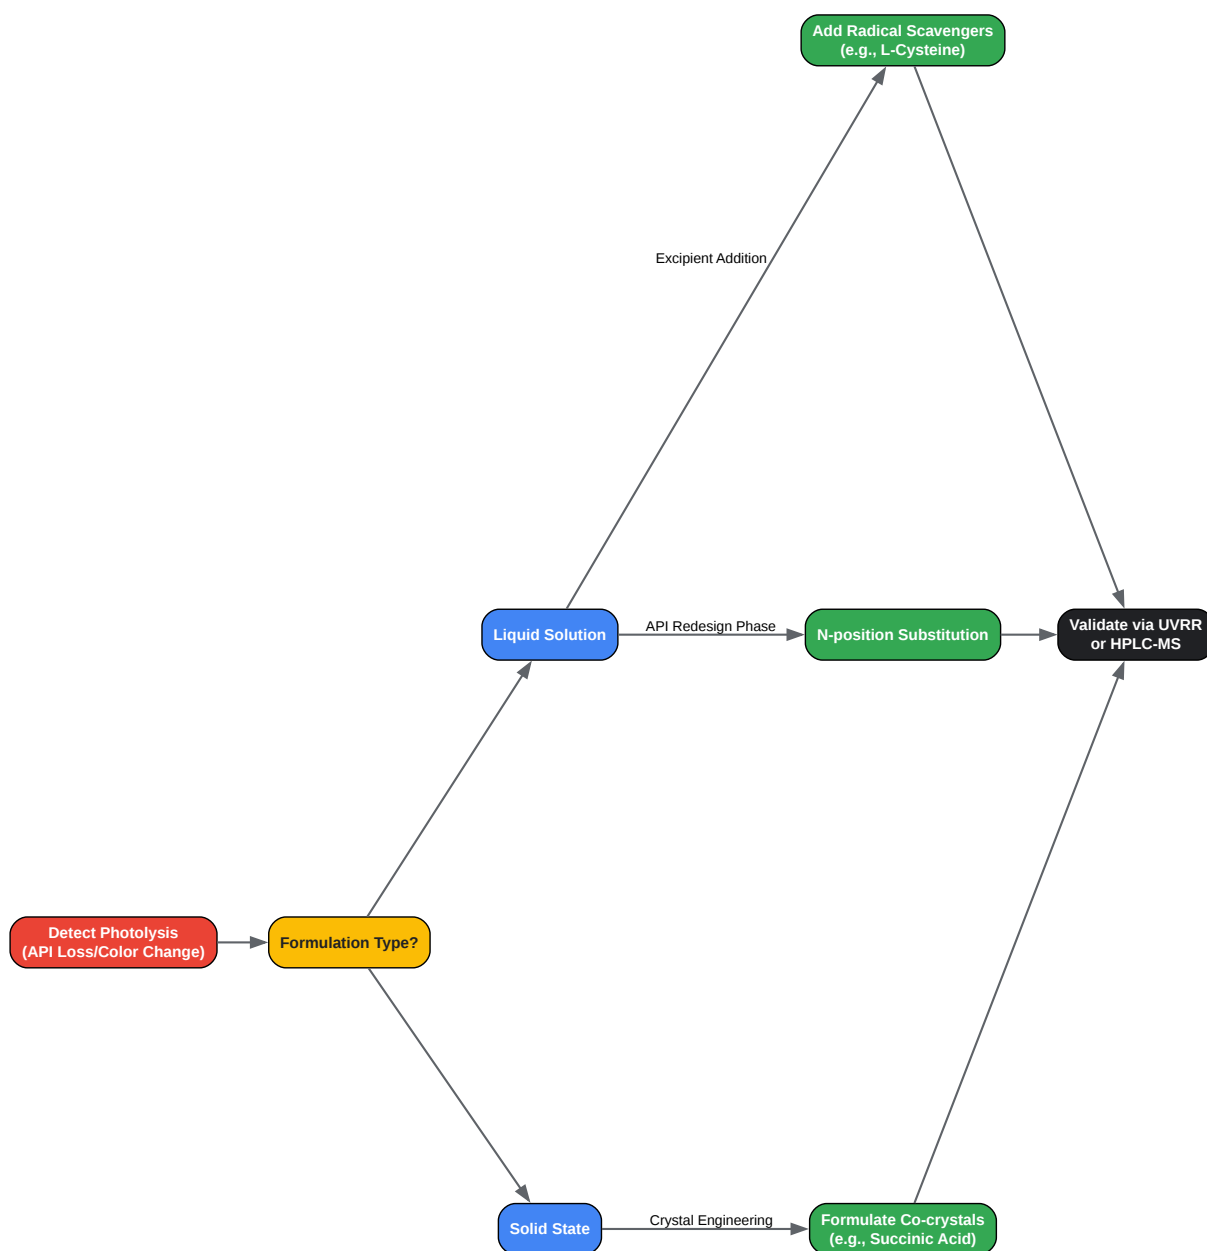 Add Radical Scavengers
(e.g., L-Cysteine)
Excipient Addition
Liquid Solution
API Redesign Phase
N-position Substitution
Validate via UVRR
or HPLC-MS
Detect Photolysis
(API Loss/Color Change)
Formulation Type?
Solid State
Crystal Engineering
Formulate Co-crystals
(e.g., Succinic Acid)